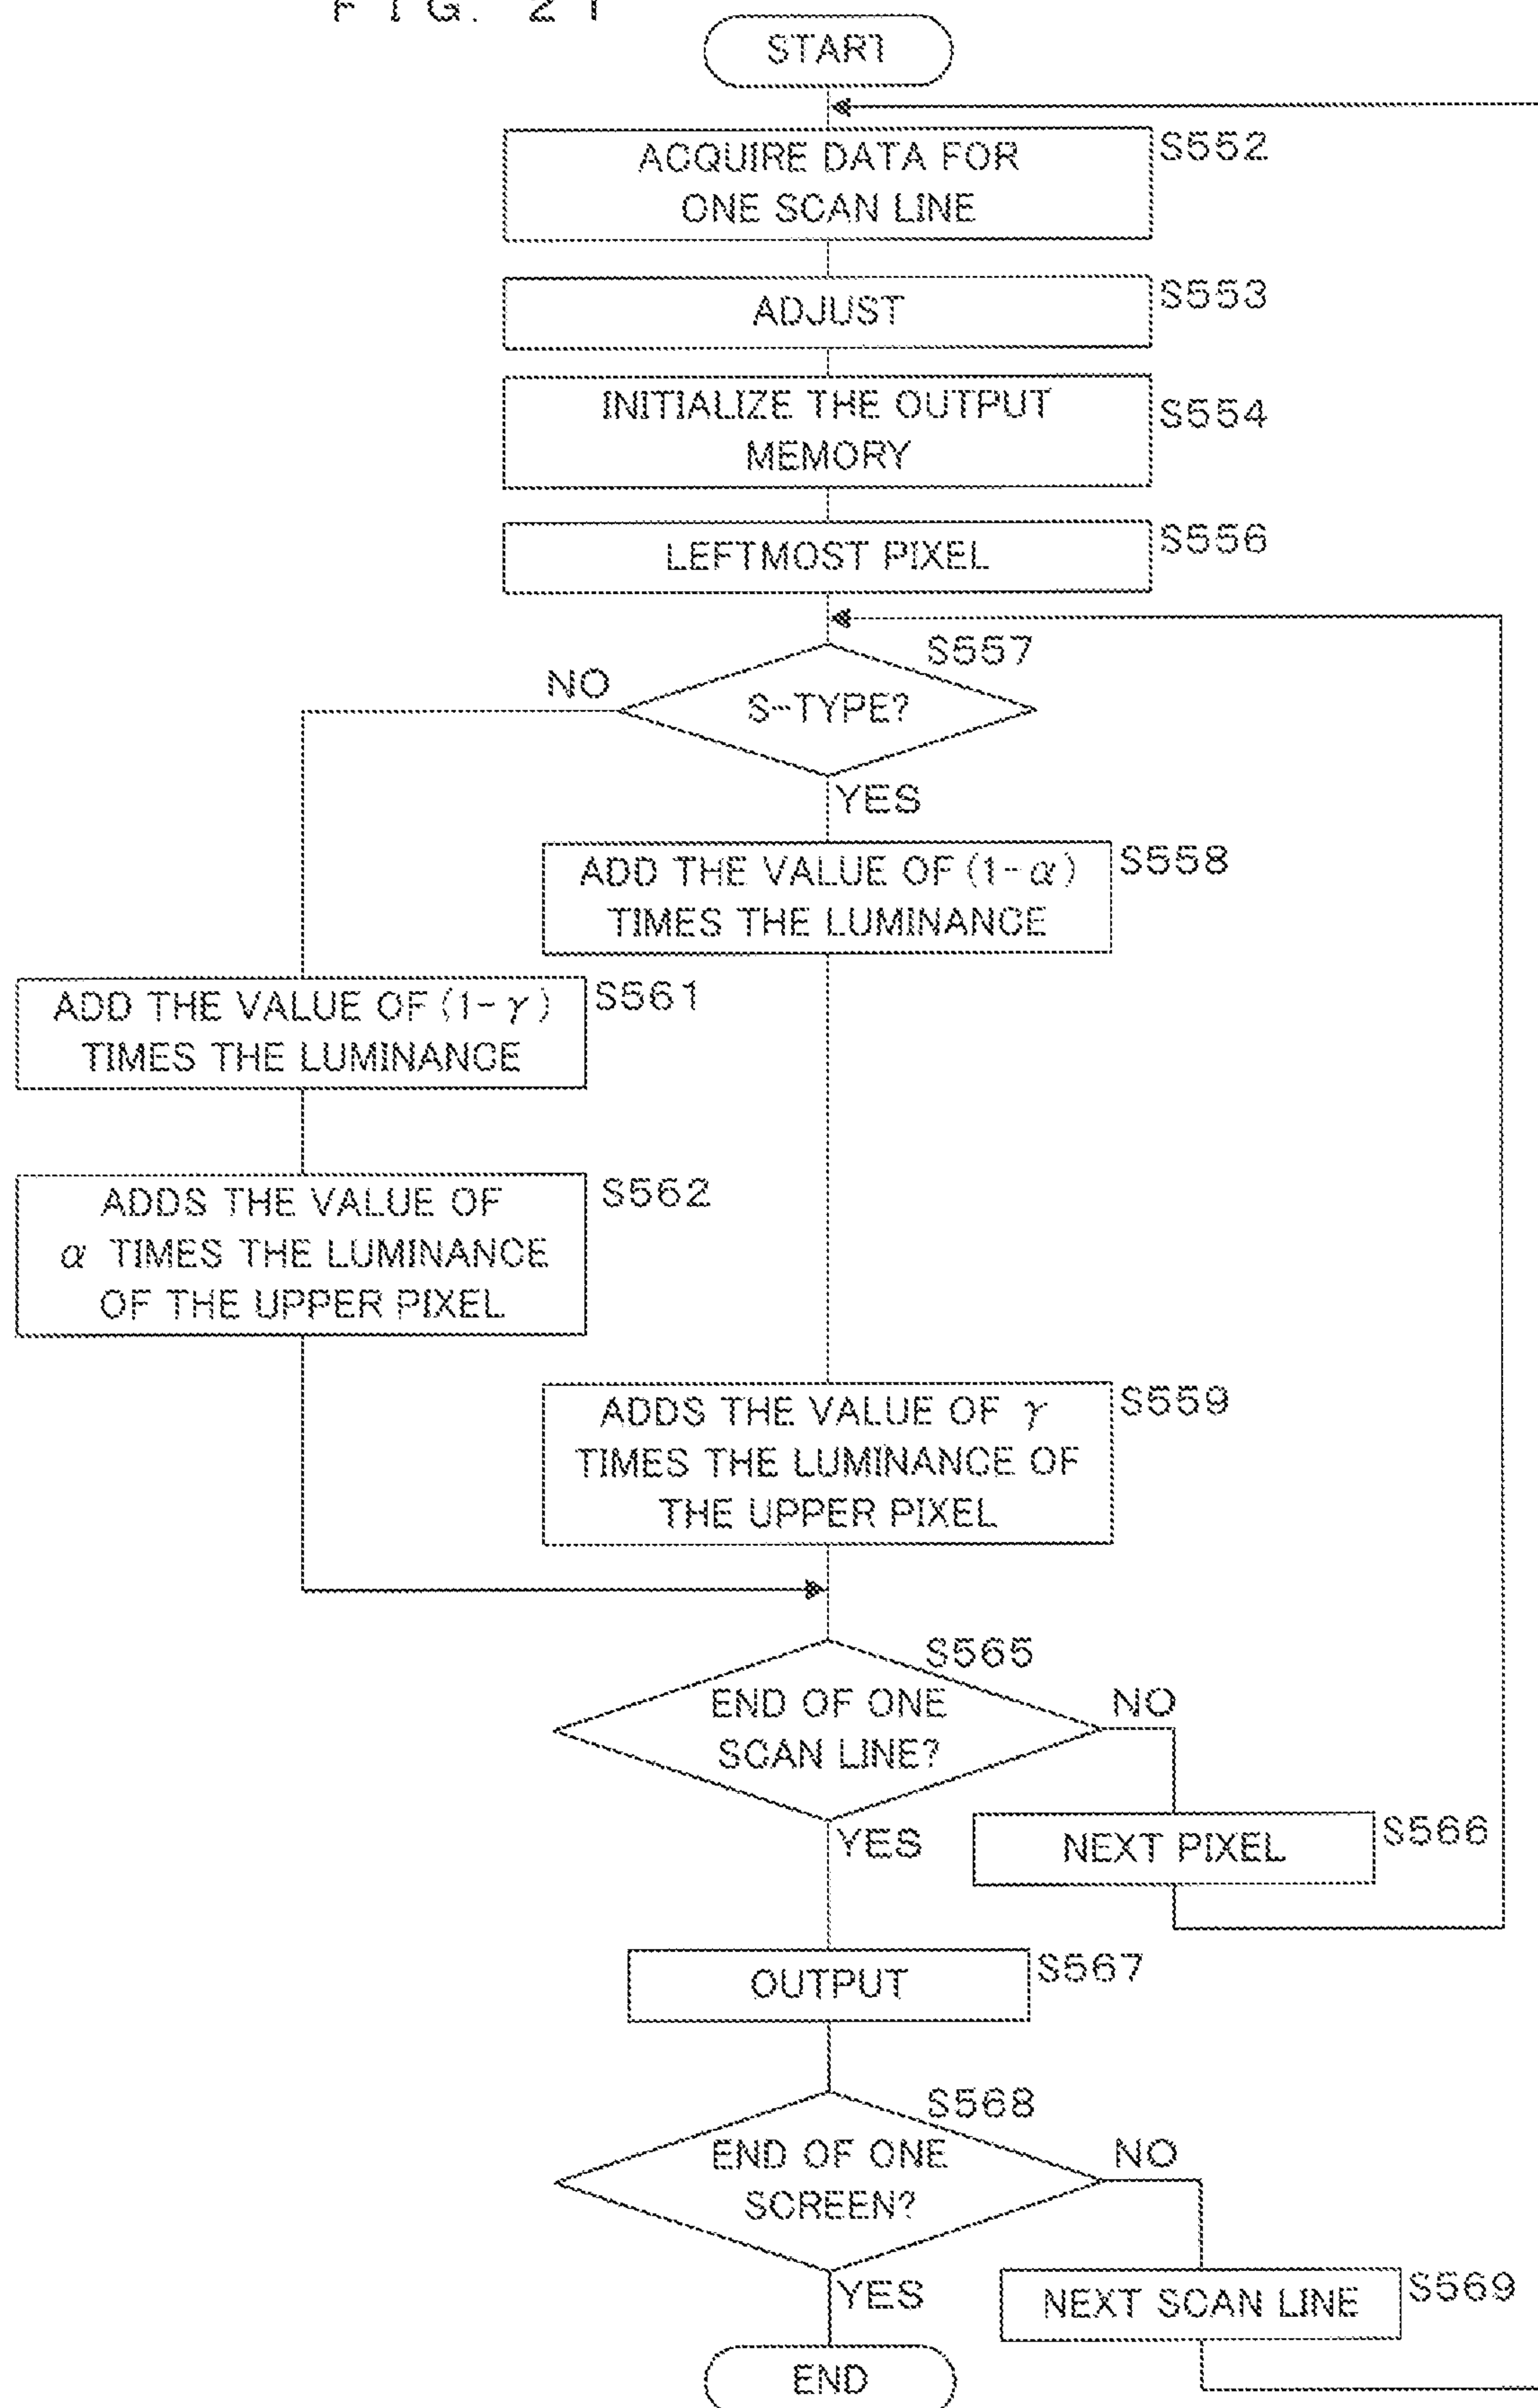 FIG. 21
START
ACQUIRE DATA FOR
ONE SCAN LINE
S552
ADJUST
S553
INITIALIZE THE OUTPUT
MEMORY
S554
LEFTMOST PIXEL
S556
S557
NO
S-TYPE?
YES
ADD THE VALUE OF (1-α)
TIMES THE LUMINANCE
S558
ADD THE VALUE OF (1-γ)
TIMES THE LUMINANCE
S561
ADDS THE VALUE OF
α TIMES THE LUMINANCE
OF THE UPPER PIXEL
S562
ADDS THE VALUE OF γ
TIMES THE LUMINANCE OF
THE UPPER PIXEL
S559
S565
END OF ONE
SCAN LINE?
NO
YES
NEXT PIXEL
S566
OUTPUT
S567
S568
END OF ONE
SCREEN?
NO
YES
NEXT SCAN LINE
S569
END